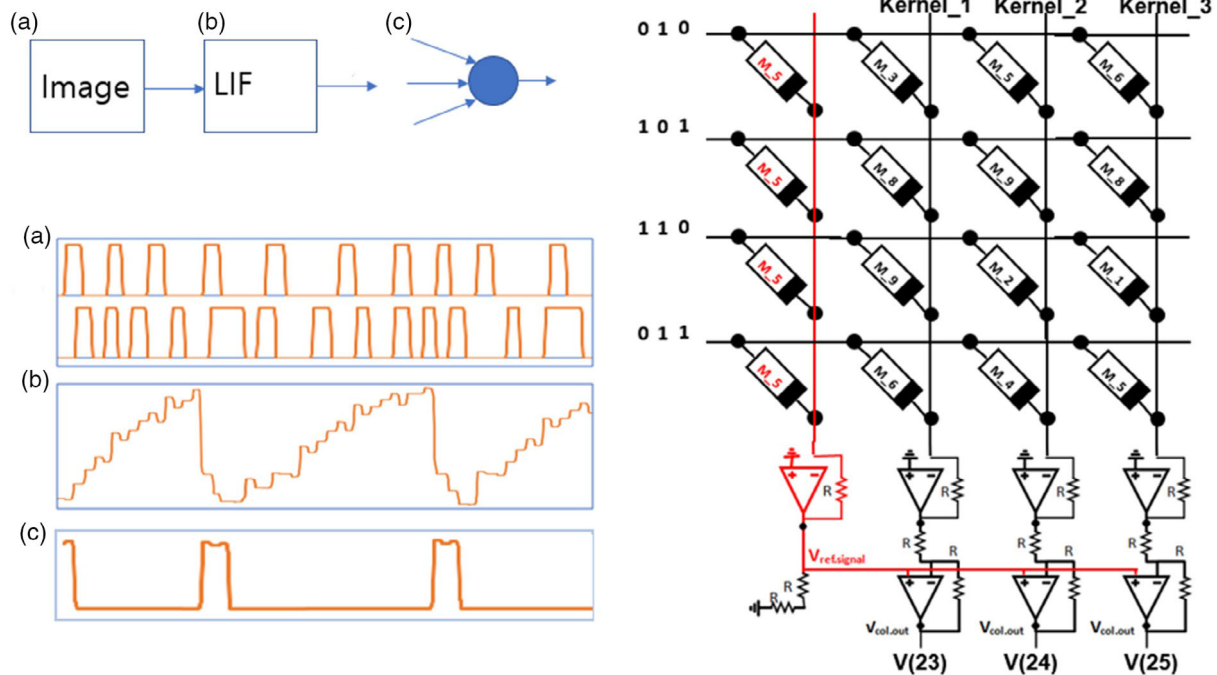 (a) (b) (c)
Image LIF
(a)
(b)
(c)
Kernel_1 Kernel_2 Kernel_3
0 1 0
M_5 M_3 M_5 M_6
1 0 1
M_5 M_8 M_9 M_8
1 1 0
M_5 M_9 M_2 M_1
0 1 1
M_5 M_6 M_4 M_5
+ − + − + − + −
R R R R
R R R R R R
Vref.signal
R + − + − + −
R
Vcol.out Vcol.out Vcol.out
V(23) V(24) V(25)